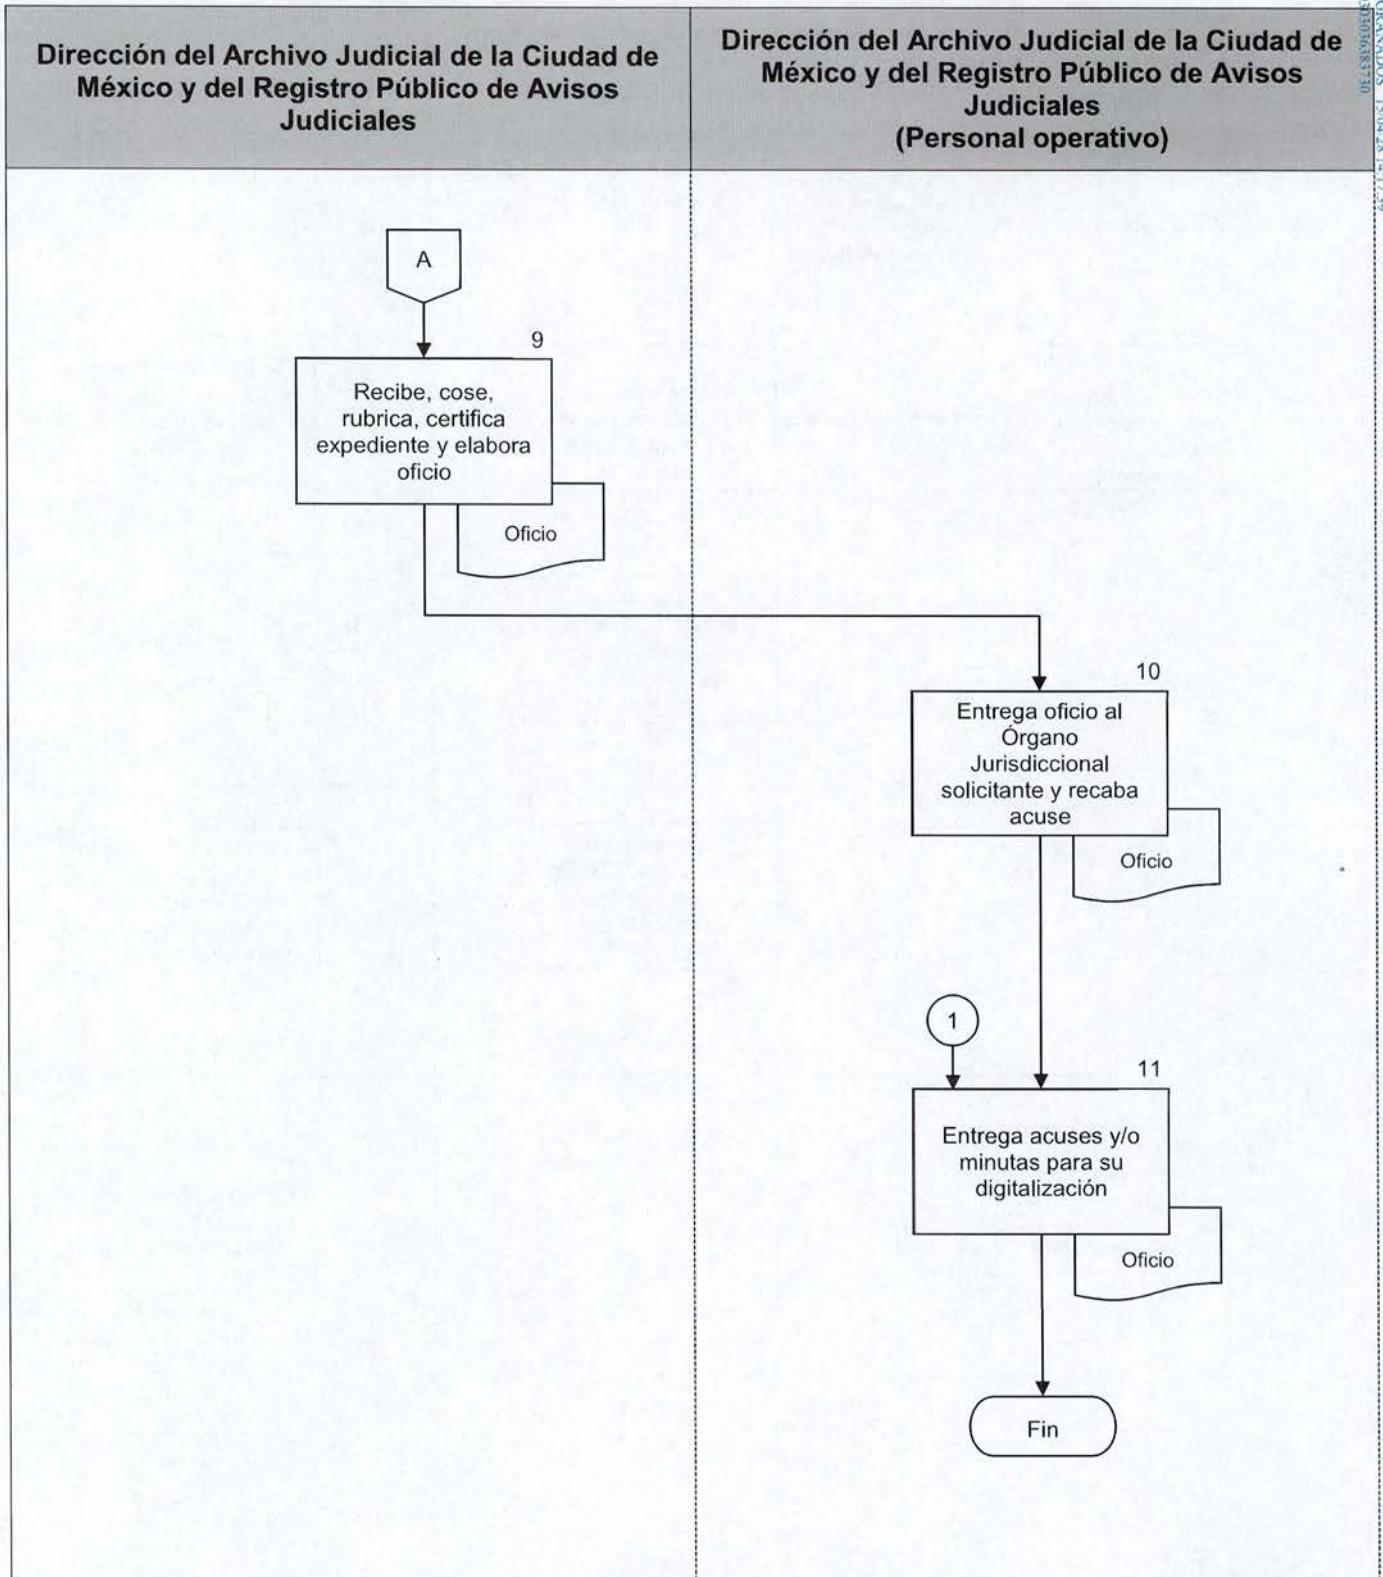 Dirección del Archivo Judicial de la Ciudad de
México y del Registro Público de Avisos
Judiciales
Dirección del Archivo Judicial de la Ciudad de
México y del Registro Público de Avisos
Judiciales
(Personal operativo)
A
9
Recibe, cose,
rubrica, certifica
expediente y elabora
oficio
Oficio
10
Entrega oficio al
Órgano
Jurisdiccional
solicitante y recaba
acuse
Oficio
1
11
Entrega acuses y/o
minutas para su
digitalización
Oficio
Fin